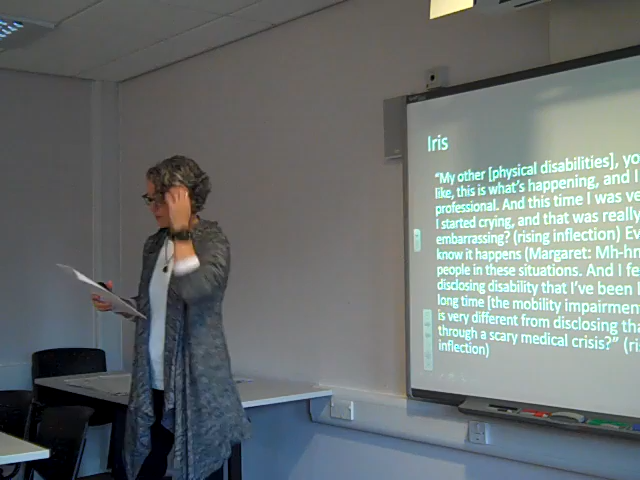 Iris
"My other [physical disabilities], yo
like, this is what's happening, and I
professional. And this time I was ve
I started crying, and that was really
embarrassing? (rising inflection) Ev
know it happens (Margaret: Mh-hm
people in these situations. And I fe
disclosing disability that I've been l
long time [the mobility impairmen
is very different from disclosing tha
through a scary medical crisis?" (ri
inflection)